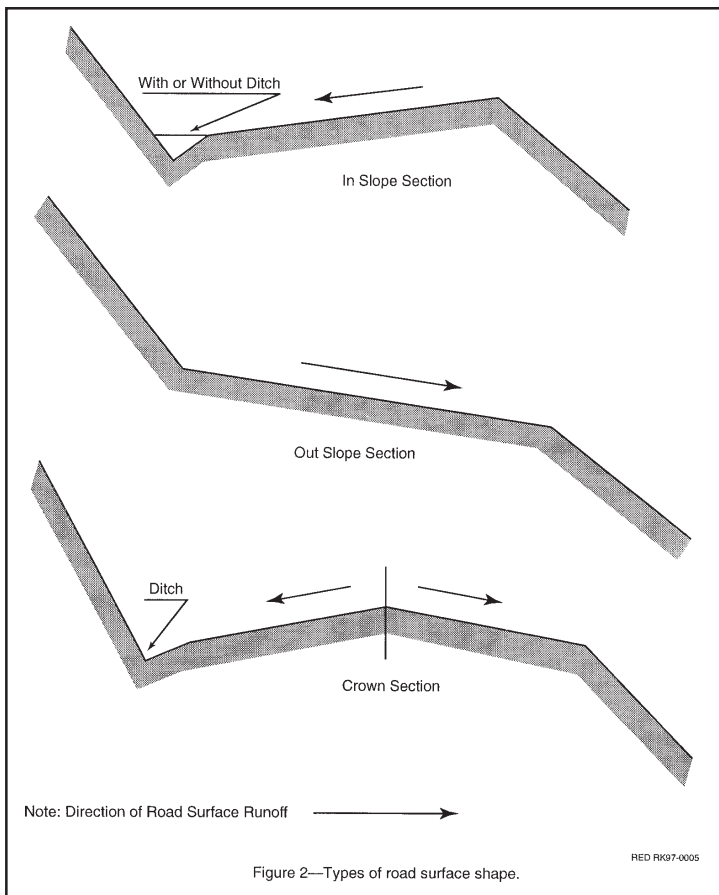 With or Without Ditch
In Slope Section
Out Slope Section
Ditch
Crown Section
Note: Direction of Road Surface Runoff
RED RK97-0005
Figure 2—Types of road surface shape.